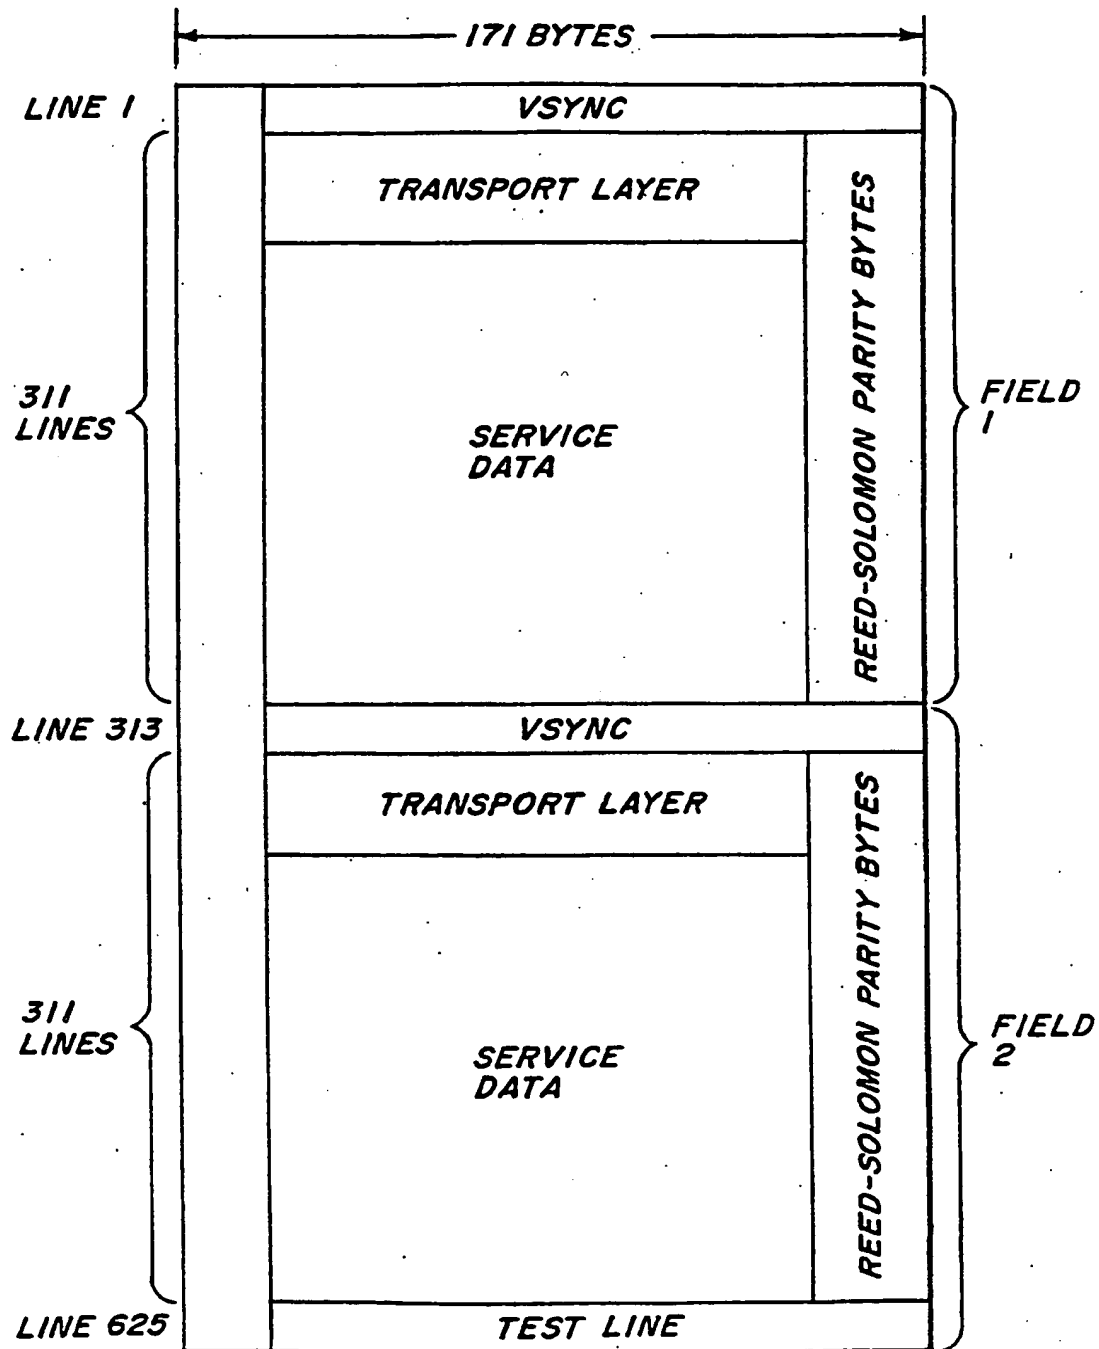 171 BYTES
LINE 1
VSYNC
TRANSPORT LAYER
REED-SOLOMON PARITY BYTES
311
LINES
SERVICE
DATA
FIELD
1
LINE 313
VSYNC
TRANSPORT LAYER
REED-SOLOMON PARITY BYTES
311
LINES
SERVICE
DATA
FIELD
2
LINE 625
TEST LINE